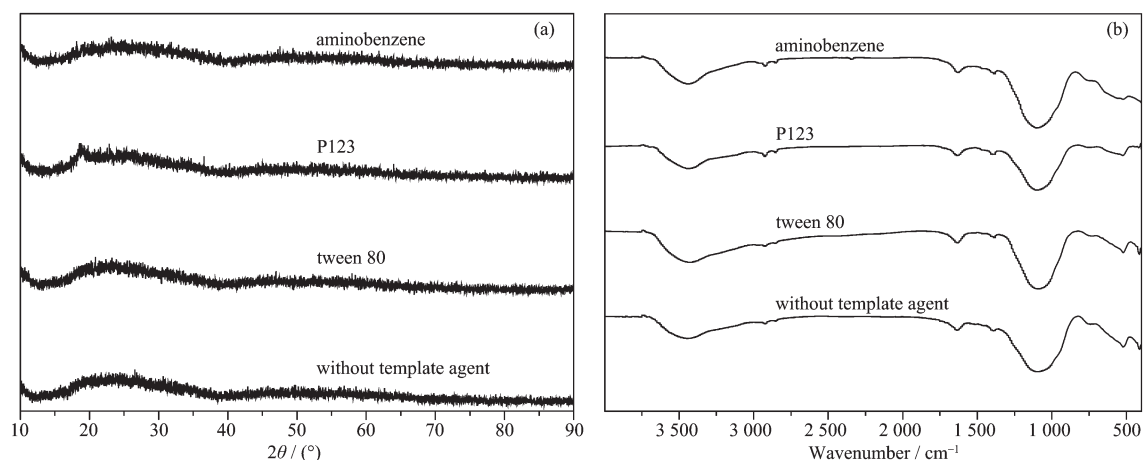 (a)
aminobenzene
P123
tween 80
without template agent
10 20 30 40 50 60 70 80 90
2θ / (°)
(b)
aminobenzene
P123
tween 80
without template agent
3 500 3 000 2 500 2 000 1 500 1 000 500
Wavenumber / cm⁻¹